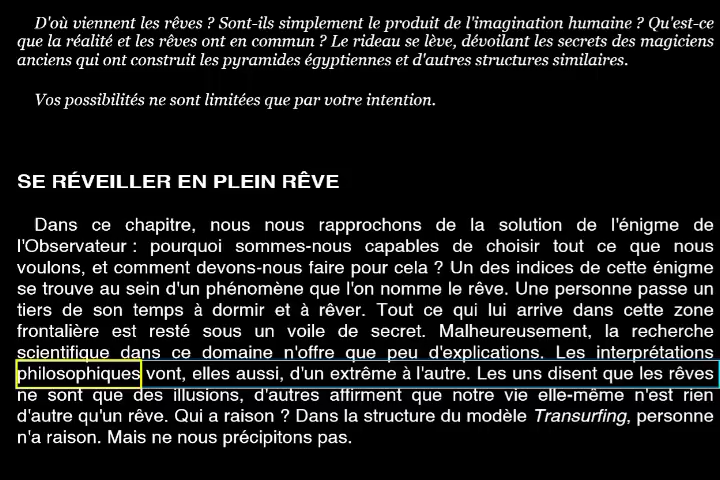 D'où viennent les rêves ? Sont-ils simplement le produit de l'imagination humaine ? Qu'est-ce
que la réalité et les rêves ont en commun ? Le rideau se lève, dévoilant les secrets des magiciens
anciens qui ont construit les pyramides égyptiennes et d'autres structures similaires.
Vos possibilités ne sont limitées que par votre intention.
SE RÉVEILLER EN PLEIN RÊVE
Dans ce chapitre, nous nous rapprochons de la solution de l'énigme de
l'Observateur : pourquoi sommes-nous capables de choisir tout ce que nous
voulons, et comment devons-nous faire pour cela ? Un des indices de cette énigme
se trouve au sein d'un phénomène que l'on nomme le rêve. Une personne passe un
tiers de son temps à dormir et à rêver. Tout ce qui lui arrive dans cette zone
frontalière est resté sous un voile de secret. Malheureusement, la recherche
scientifique dans ce domaine n'offre que peu d'explications. Les interprétations
philosophiques vont, elles aussi, d'un extrême à l'autre. Les uns disent que les rêves
ne sont que des illusions, d'autres affirment que notre vie elle-même n'est rien
d'autre qu'un rêve. Qui a raison ? Dans la structure du modèle Transurfing, personne
n'a raison. Mais ne nous précipitons pas.